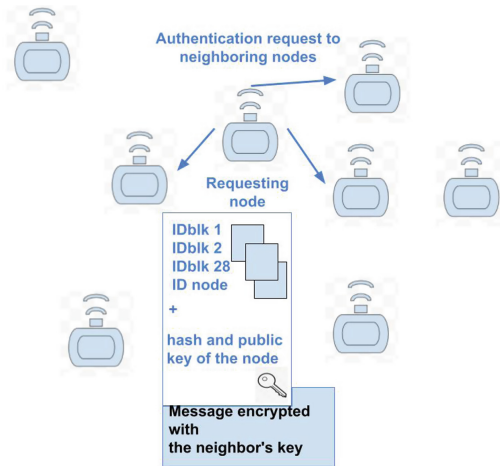 Authentication request to
neighboring nodes
Requesting
node
IDblk 1
IDblk 2
IDblk 28
ID node
+
hash and public
key of the node
Message encrypted
with
the neighbor's key